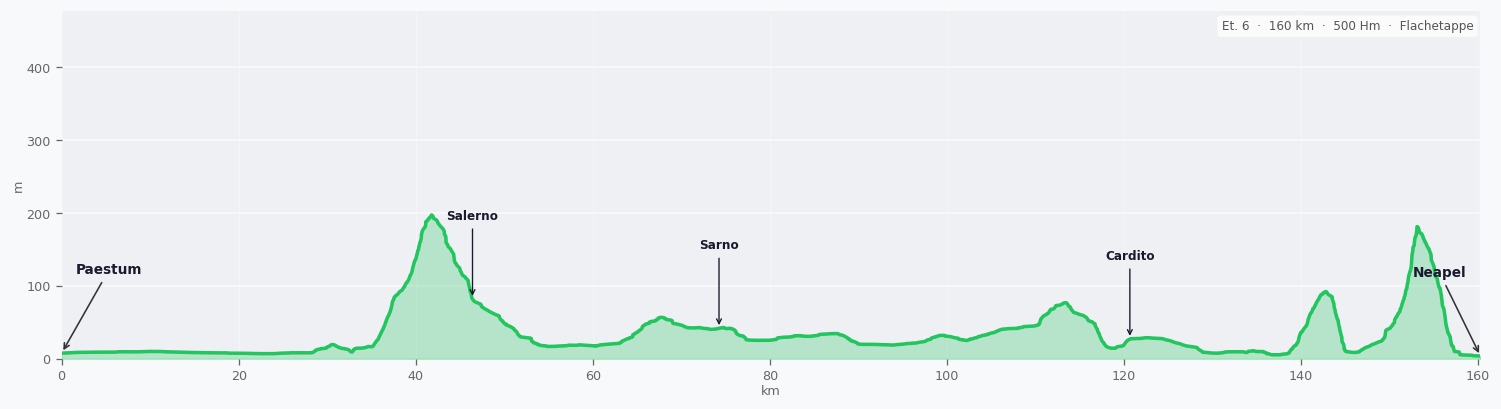 Et. 6 · 160 km · 500 Hm · Flachetappe
400
300
200
100
0
m
Paestum
Salerno
Sarno
Cardito
Neapel
0 20 40 60 80 100 120 140 160
km